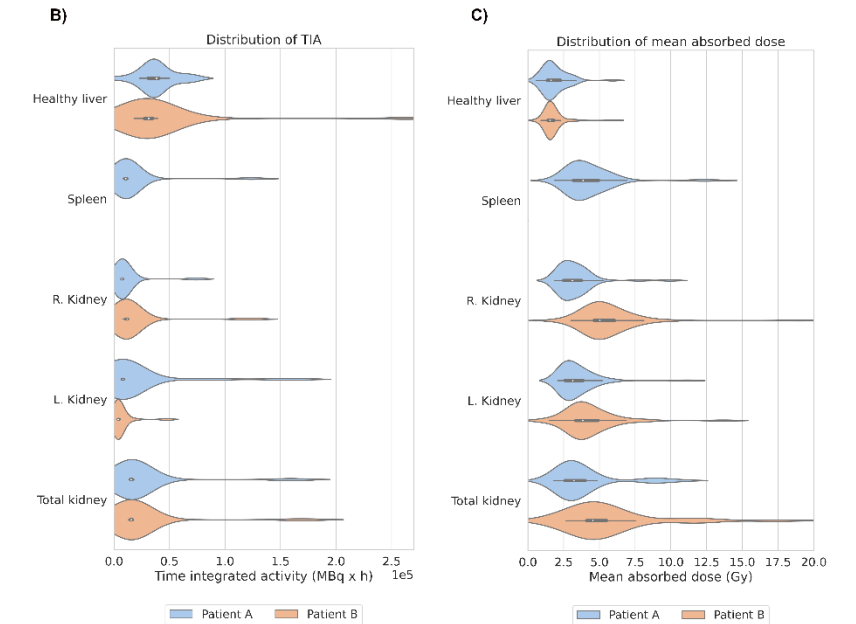 B)
Distribution of TIA
Healthy liver
Spleen
R. Kidney
L. Kidney
Total kidney
0.0 0.5 1.0 1.5 2.0 2.5
Time integrated activity (MBq x h) 1e5
Patient A Patient B
C)
Distribution of mean absorbed dose
Healthy liver
Spleen
R. Kidney
L. Kidney
Total kidney
0.0 2.5 5.0 7.5 10.0 12.5 15.0 17.5 20.0
Mean absorbed dose (Gy)
Patient A Patient B